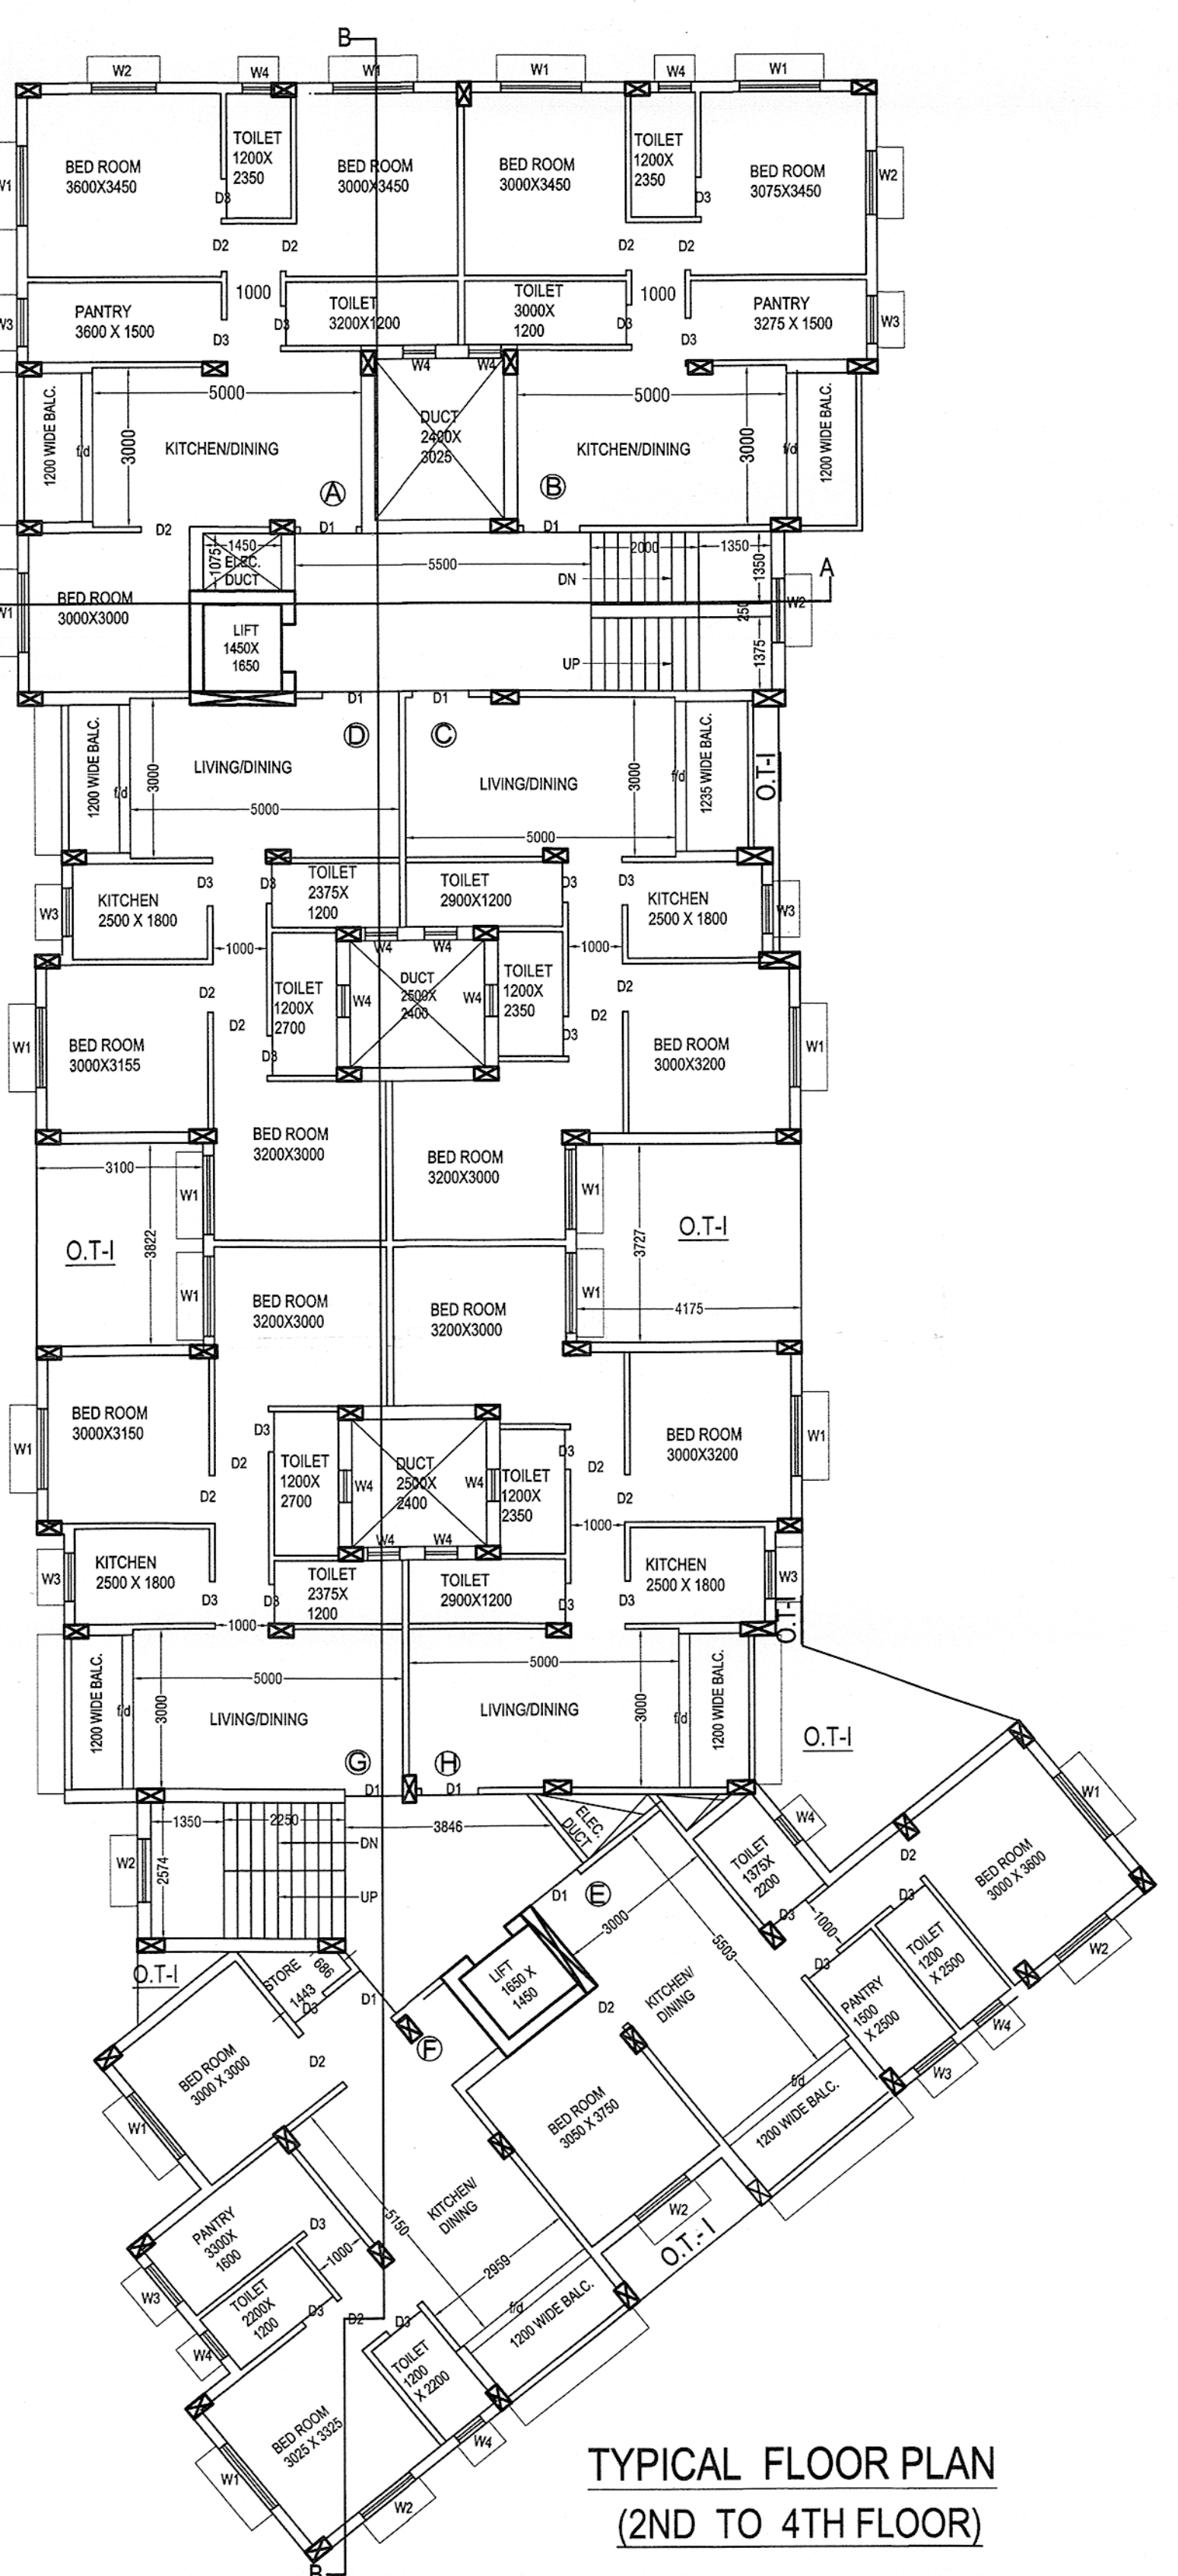 B
W2
W4
W1
W1
W4
W1
TOILET
1200X
2350
TOILET
1200X
2350
BED ROOM
3600X3450
BED ROOM
3000X3450
BED ROOM
3000X3450
BED ROOM
3075X3450
W1
W2
D3
D3
D2
D2
D2
D2
1000
1000
PANTRY
3600 X 1500
TOILET
3200X1200
TOILET
3000X
1200
PANTRY
3275 X 1500
W3
W3
D3
D3
D3
D3
W4
W4
5000
5000
DUCT
2400X
3025
1200 WIDE BALC.
f/d
3000
KITCHEN/DINING
KITCHEN/DINING
3000
f/d
1200 WIDE BALC.
A
B
D2
D1
D1
1450
1075
ELEC.
DUCT
5500
2000
1350
1350
DN
A
BED ROOM
3000X3000
W1
250
W2
LIFT
1450X
1650
UP
1375
D1
D1
D
C
1200 WIDE BALC.
f/d
3000
LIVING/DINING
5000
LIVING/DINING
5000
3000
f/d
1235 WIDE BALC.
O.T-I
D3
D3
TOILET
2375X
1200
TOILET
2900X1200
D3
D3
KITCHEN
2500 X 1800
KITCHEN
2500 X 1800
W3
W3
1000
W4
W4
1000
D2
D2
TOILET
1200X
2700
W4
DUCT
2500X
2400
W4
TOILET
1200X
2350
D2
D2
D3
D3
W1
BED ROOM
3000X3155
BED ROOM
3000X3200
W1
BED ROOM
3200X3000
BED ROOM
3200X3000
3100
W1
3822
O.T-I
W1
W1
3727
O.T-I
W1
4175
BED ROOM
3200X3000
BED ROOM
3200X3000
W1
BED ROOM
3000X3150
BED ROOM
3000X3200
W1
D3
D2
D2
TOILET
1200X
2700
W4
DUCT
2500X
2400
W4
TOILET
1200X
2350
D3
D2
D2
1000
W4
W4
W3
KITCHEN
2500 X 1800
D3
D3
TOILET
2375X
1200
TOILET
2900X1200
D3
D3
KITCHEN
2500 X 1800
W3
O.T-I
1000
1200 WIDE BALC.
f/d
3000
5000
LIVING/DINING
5000
LIVING/DINING
3000
f/d
1200 WIDE BALC.
O.T-I
G
H
D1
D1
1350
2250
3846
ELEC.
DUCT
W2
2574
DN
UP
D1
E
3000
5503
TOILET
1375X
2200
W4
D3
1000
D2
BED ROOM
3000 X 3600
W1
W2
D3
TOILET
1200
X 2500
W4
D3
PANTRY
1500
X 2500
W3
KITCHEN/
DINING
f/d
1200 WIDE BALC.
O.T-I
STORE
686
1443
D3
D1
LIFT
1650 X
1450
D2
F
BED ROOM
3000 X 3000
W1
D2
BED ROOM
3050 X 3750
W2
O.T.- I
PANTRY
3300X
1600
W3
D3
1000
5150
KITCHEN/
DINING
2959
f/d
1200 WIDE BALC.
TOILET
2200X
1200
W4
D3
D2
D3
TOILET
1200
X 2200
W4
BED ROOM
3025 X 3325
W1
W2
B
TYPICAL FLOOR PLAN
(2ND TO 4TH FLOOR)